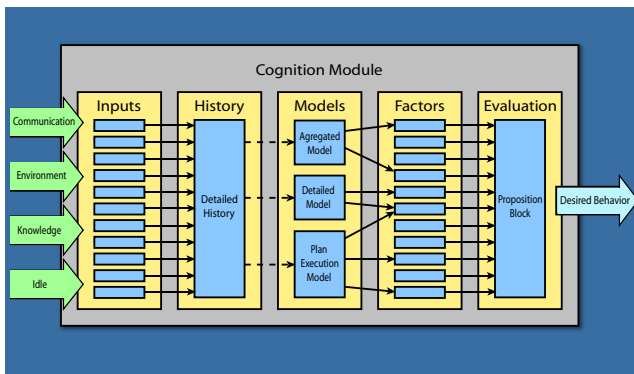 Cognition Module
Inputs
History
Models
Factors
Evaluation
Communication
Environment
Knowledge
Idle
Detailed
History
Agregated
Model
Detailed
Model
Plan
Execution
Model
Proposition
Block
Desired Behavior